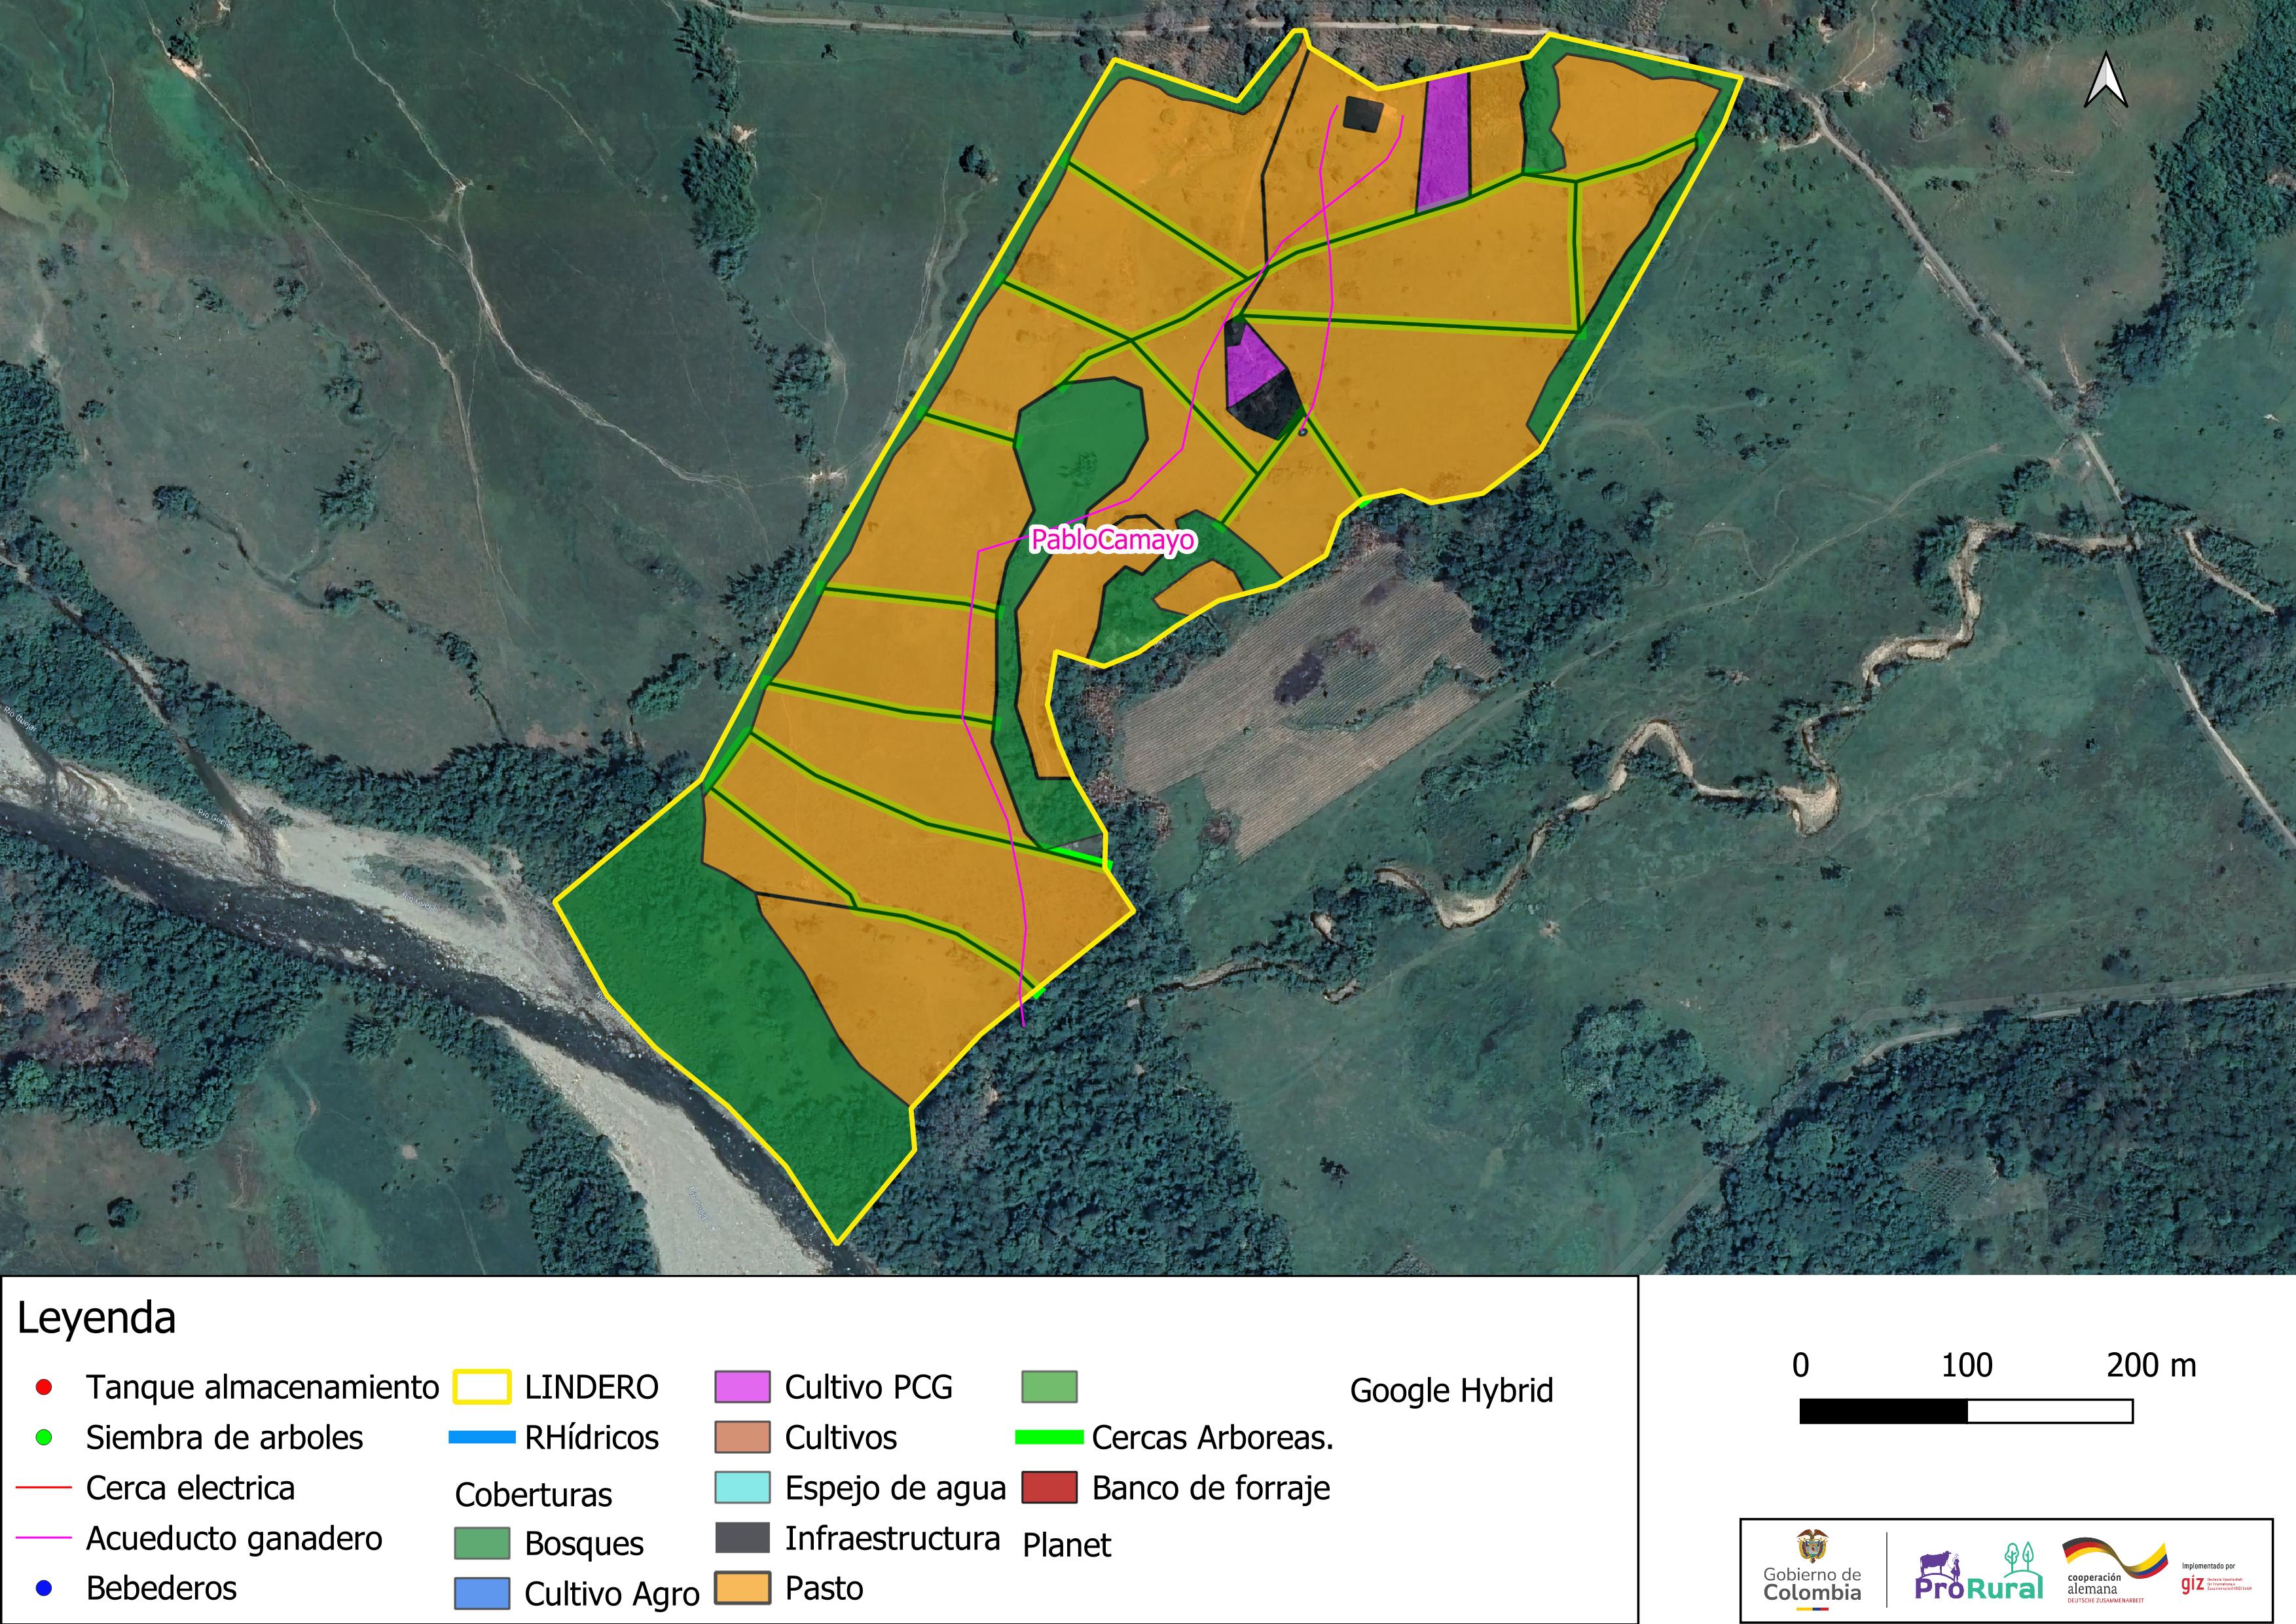 PabloCamayo
Leyenda
Tanque almacenamiento
Siembra de arboles
Cerca electrica
Acueducto ganadero
Bebederos
LINDERO
RHídricos
Coberturas
Bosques
Cultivo Agro
Cultivo PCG
Cultivos
Espejo de agua
Infraestructura
Pasto
Cercas Arboreas.
Banco de forraje
Planet
Google Hybrid
0 100 200 m
Gobierno de
Colombia
ProRural
cooperación
alemana
DEUTSCHE ZUSAMMENARBEIT
Implementado por
giz